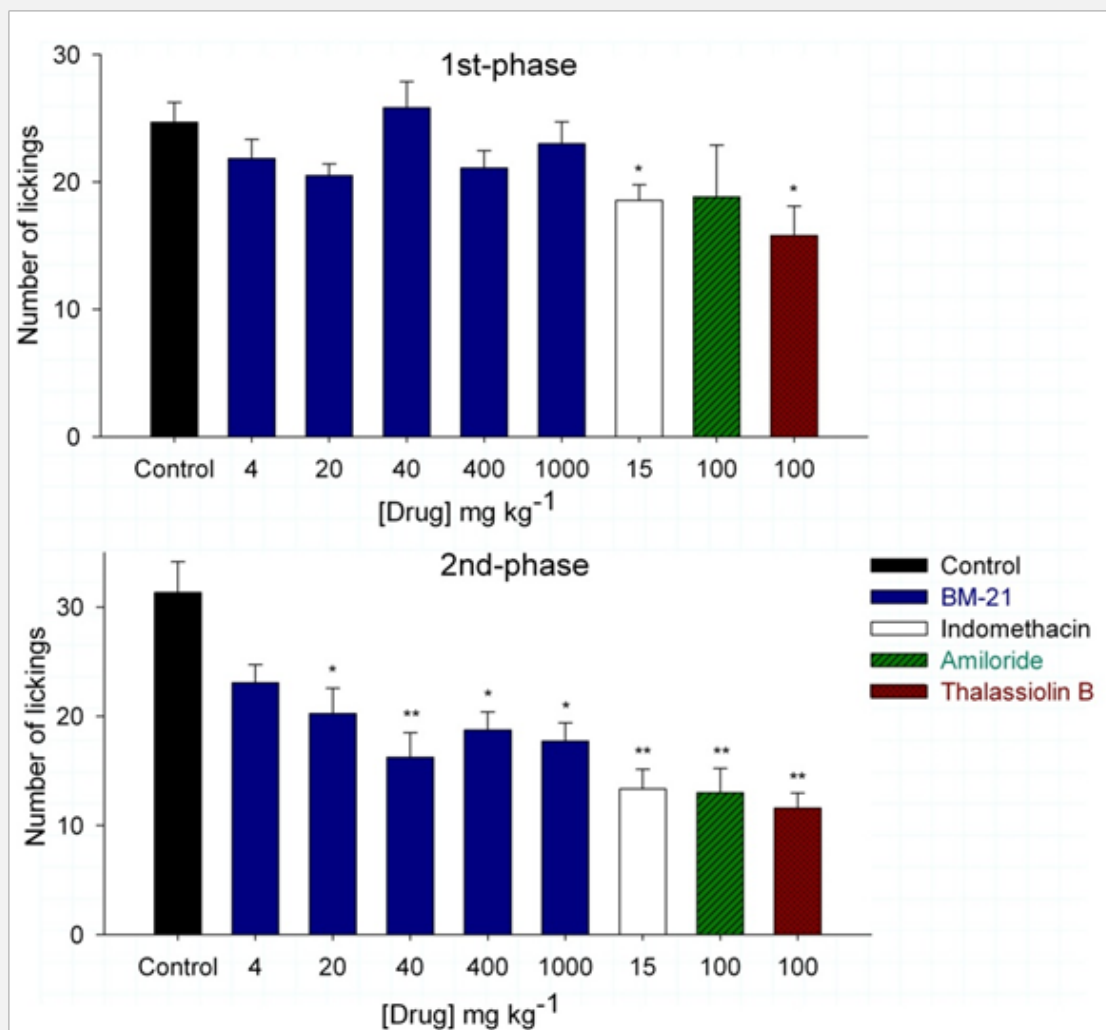 1st-phase
30
20
10
0
Number of lickings
* *
Control 4 20 40 400 1000 15 100 100
[Drug] mg kg-1
2nd-phase
30
20
10
0
Number of lickings
* ** * * ** ** **
Control 4 20 40 400 1000 15 100 100
[Drug] mg kg-1
Control
BM-21
Indomethacin
Amiloride
Thalassiolin B